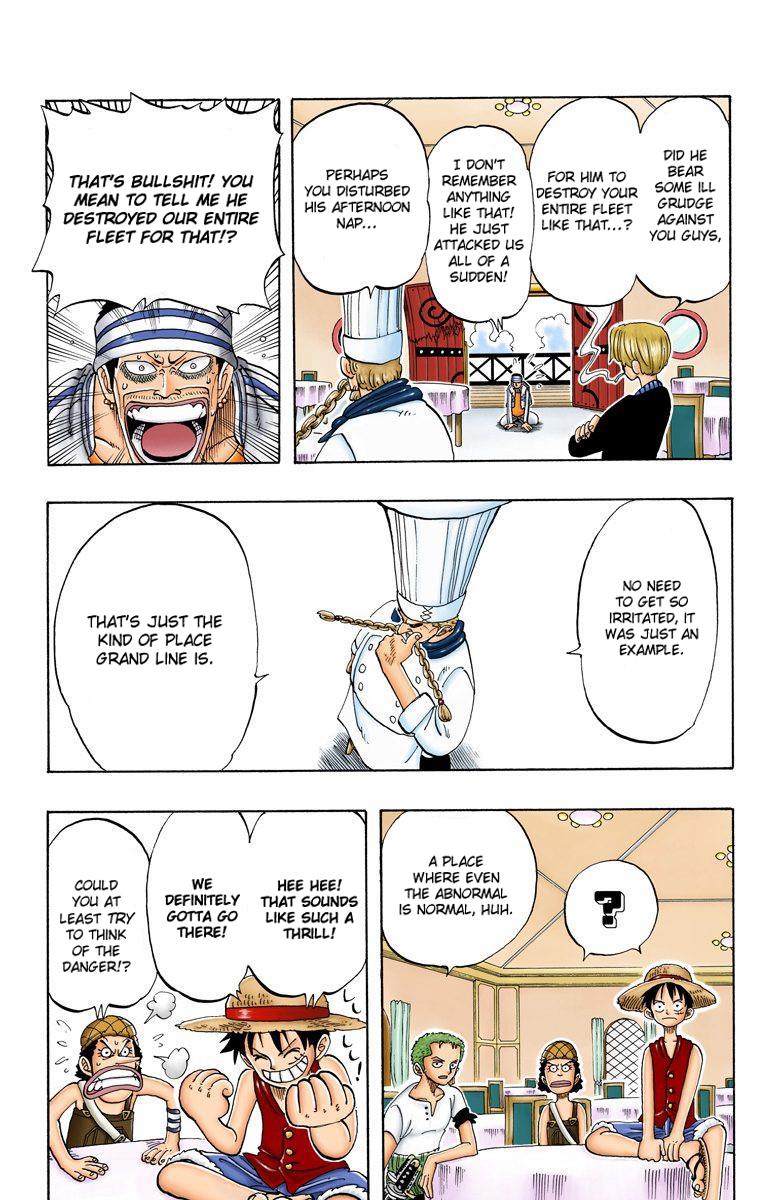 DID HE
BEAR
SOME ILL
GRUDGE
AGAINST
YOU GUYS,
FOR HIM TO
DESTROY YOUR
ENTIRE FLEET
LIKE THAT...?
I DON'T
REMEMBER
ANYTHING
LIKE THAT!
HE JUST
ATTACKED US
ALL OF A
SUDDEN!
PERHAPS
YOU DISTURBED
HIS AFTERNOON
NAP...
THAT'S BULLSHIT! YOU
MEAN TO TELL ME HE
DESTROYED OUR ENTIRE
FLEET FOR THAT!?
NO NEED
TO GET SO
IRRITATED, IT
WAS JUST AN
EXAMPLE.
THAT'S JUST THE
KIND OF PLACE
GRAND LINE IS.
?
A PLACE
WHERE EVEN
THE ABNORMAL
IS NORMAL, HUH.
HEE HEE!
THAT SOUNDS
LIKE SUCH A
THRILL!
WE
DEFINITELY
GOTTA GO
THERE!
COULD
YOU AT
LEAST TRY
TO THINK
OF THE
DANGER!?